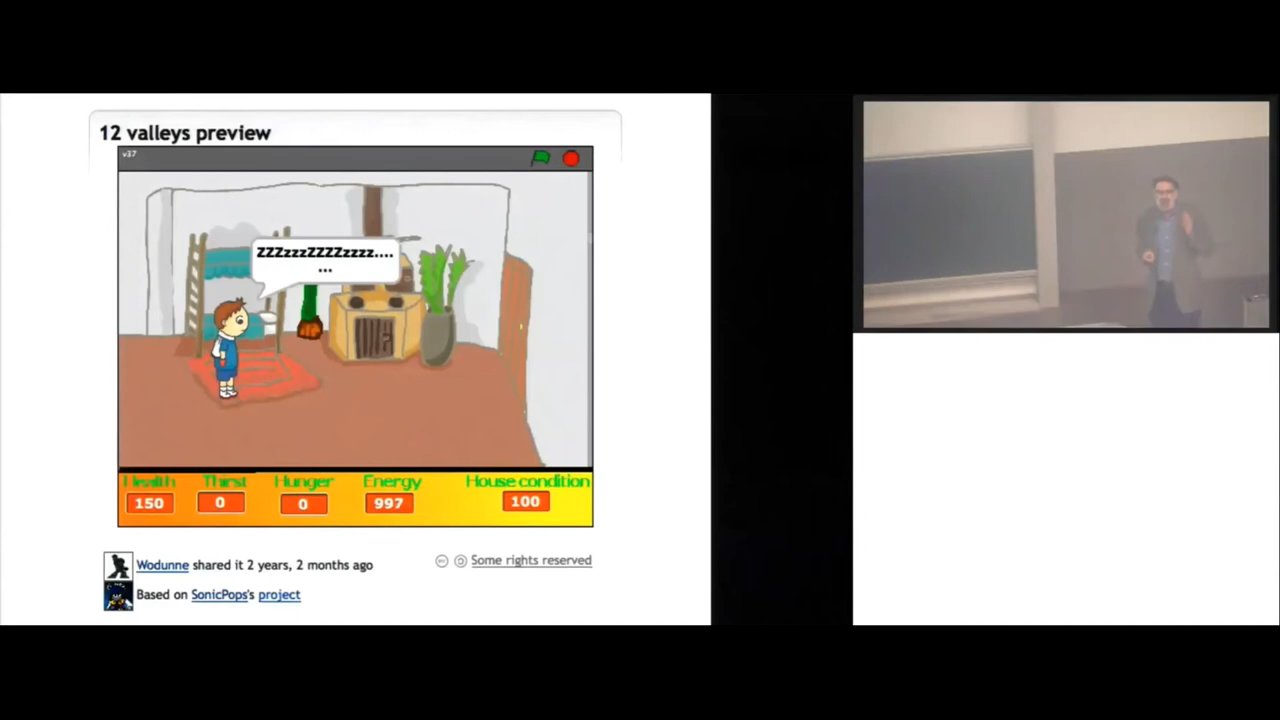 12 valleys preview
v37
ZZZzzzZZZZzzzz....
...
Health Thirst Hunger Energy House condition
150 0 0 997 100
Wodunne shared it 2 years, 2 months ago
Some rights reserved
Based on SonicPops's project